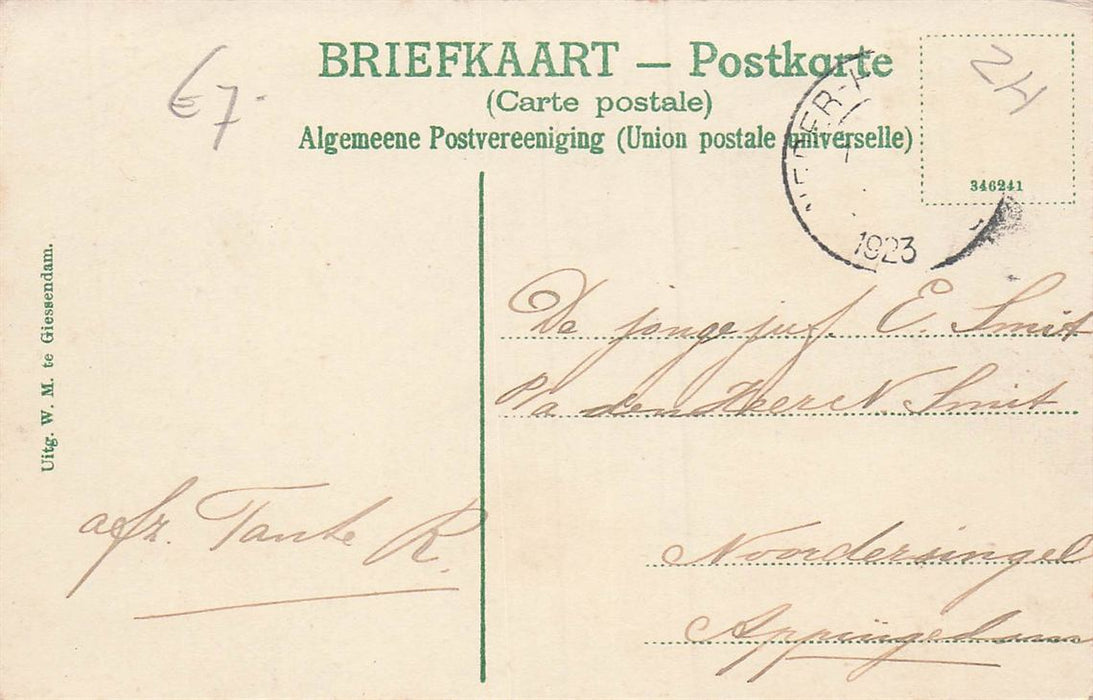 BRIEFKAART — Postkarte
(Carte postale)
Algemeene Postvereeniging (Union postale universelle)
€ 7.-
24
346241
1923
Uitg. W. M. te Giessendam.
De jonge juf. E. Smit
P/a den Heer N. Smit
Noordersingel
Appingedam
afz. Tante R.